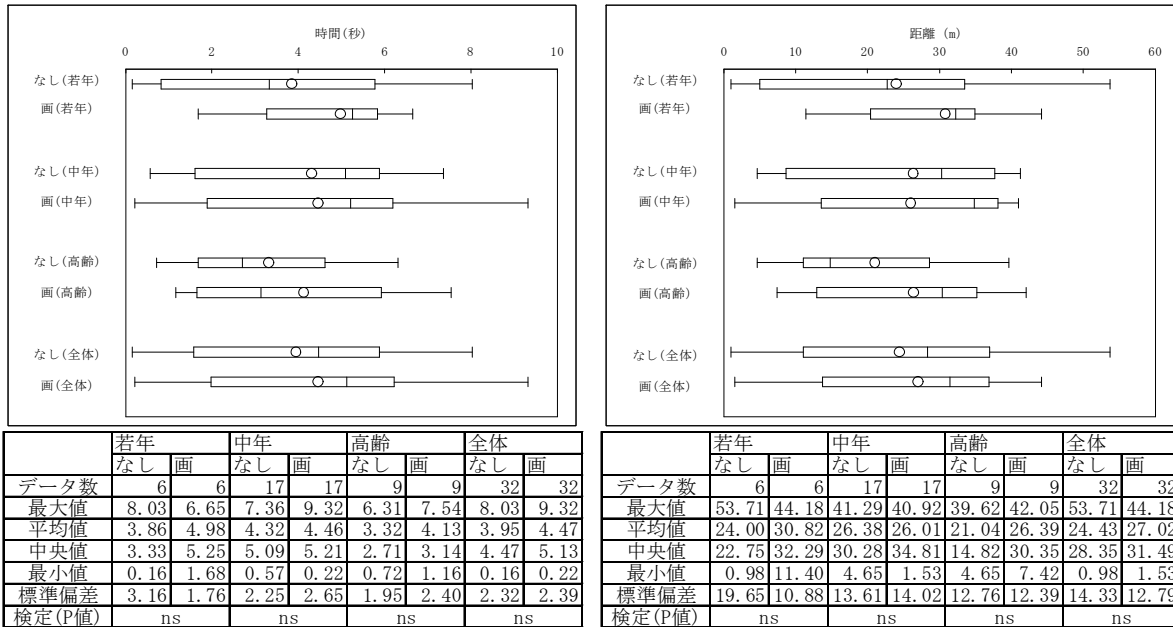 時間(秒)
0 2 4 6 8 10
なし(若年)
画(若年)
なし(中年)
画(中年)
なし(高齢)
画(高齢)
なし(全体)
画(全体)
若年 中年 高齢 全体
なし 画 なし 画 なし 画 なし 画
データ数 6 6 17 17 9 9 32 32
最大値 8.03 6.65 7.36 9.32 6.31 7.54 8.03 9.32
平均値 3.86 4.98 4.32 4.46 3.32 4.13 3.95 4.47
中央値 3.33 5.25 5.09 5.21 2.71 3.14 4.47 5.13
最小値 0.16 1.68 0.57 0.22 0.72 1.16 0.16 0.22
標準偏差 3.16 1.76 2.25 2.65 1.95 2.40 2.32 2.39
検定(P値) ns ns ns ns
距離 (m)
0 10 20 30 40 50 60
なし(若年)
画(若年)
なし(中年)
画(中年)
なし(高齢)
画(高齢)
なし(全体)
画(全体)
若年 中年 高齢 全体
なし 画 なし 画 なし 画 なし 画
データ数 6 6 17 17 9 9 32 32
最大値 53.71 44.18 41.29 40.92 39.62 42.05 53.71 44.18
平均値 24.00 30.82 26.38 26.01 21.04 26.39 24.43 27.02
中央値 22.75 32.29 30.28 34.81 14.82 30.35 28.35 31.49
最小値 0.98 11.40 4.65 1.53 4.65 7.42 0.98 1.53
標準偏差 19.65 10.88 13.61 14.02 12.76 12.39 14.33 12.79
検定(P値) ns ns ns ns